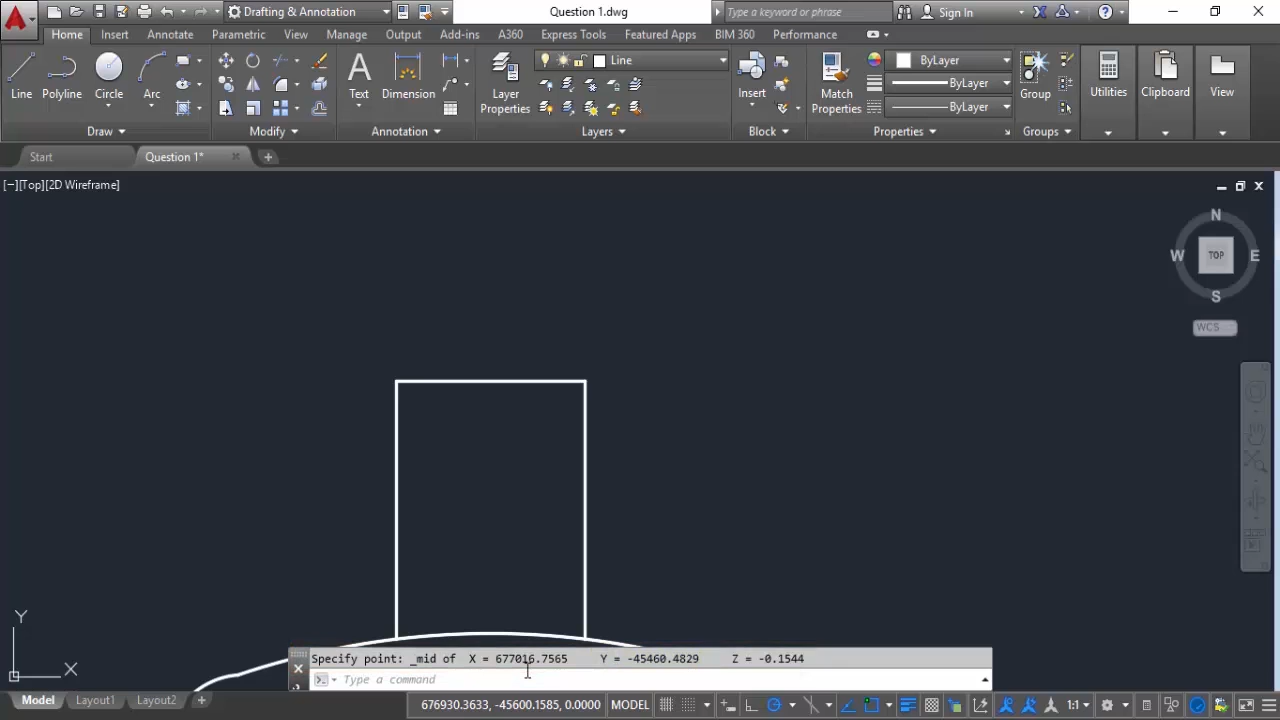 Drafting & Annotation
Question 1.dwg
Type a keyword or phrase
Sign In
Home
Insert
Annotate
Parametric
View
Manage
Output
Add-ins
A360
Express Tools
Featured Apps
BIM 360
Performance
Line
ByLayer
Line
Polyline
Circle
Arc
Text
Dimension
Layer
Properties
Insert
Match
Properties
ByLayer
ByLayer
Group
Utilities
Clipboard
View
Draw
Modify
Annotation
Layers
Block
Properties
Groups
Start
Question 1*
[−][Top][2D Wireframe]
N
W
TOP
E
S
WCS
Y
X
Specify point: _mid of X = 677016.7565 Y = -45460.4829 Z = -0.1544
Type a command
Model
Layout1
Layout2
676930.3633, -45600.1585, 0.0000
MODEL
1:1